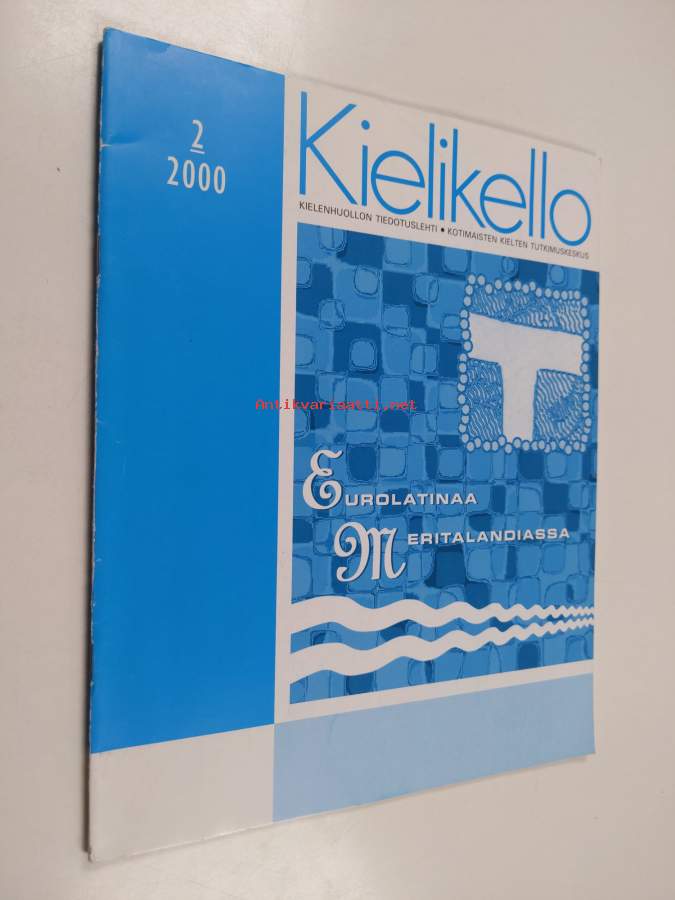 2
2000
Kielikello
KIELENHUOLLON TIEDOTUSLEHTI • KOTIMAISTEN KIELTEN TUTKIMUSKESKUS
T
Antikvariaatti.net
EUROLATINAA
MERITALANDIASSA